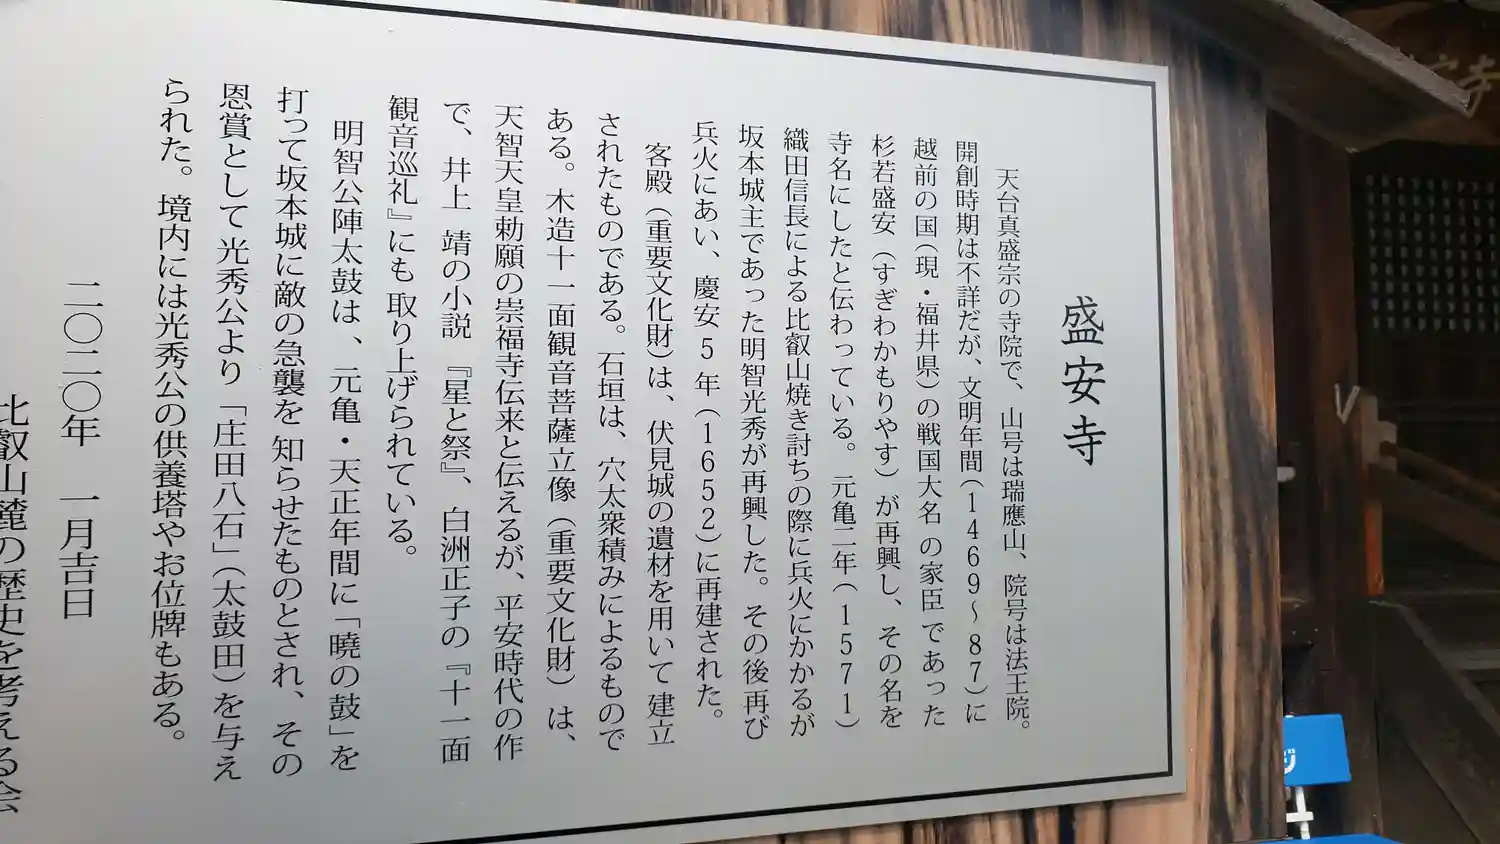 盛安寺
天台真盛宗の寺院で、山号は瑞應山、院号は法王院。
開創時期は不詳だが、文明年間(1469～87)に
越前の国(現・福井県)の戦国大名の家臣であった
杉若盛安(すぎわかもりやす)が再興し、その名を
寺名にしたと伝わっている。元亀二年(1571)
織田信長による比叡山焼き討ちの際に兵火にかかるが
坂本城主であった明智光秀が再興した。その後再び
兵火にあい、慶安5年(1652)に再建された。
客殿(重要文化財)は、伏見城の遺材を用いて建立
されたものである。石垣は、穴太衆積みによるもので
ある。木造十一面観音菩薩立像(重要文化財)は、
天智天皇勅願の崇福寺伝来と伝えるが、平安時代の作
で、井上靖の小説『星と祭』、白洲正子の『十一面
観音巡礼』にも取り上げられている。
明智公陣太鼓は、元亀・天正年間に「暁の鼓」を
打って坂本城に敵の急襲を知らせたものとされ、その
恩賞として光秀公より「庄田八石」(太鼓田)を与え
られた。境内には光秀公の供養塔やお位牌もある。
二〇二〇年 一月吉日
比叡山麓の歴史を考える会
寺
ジ